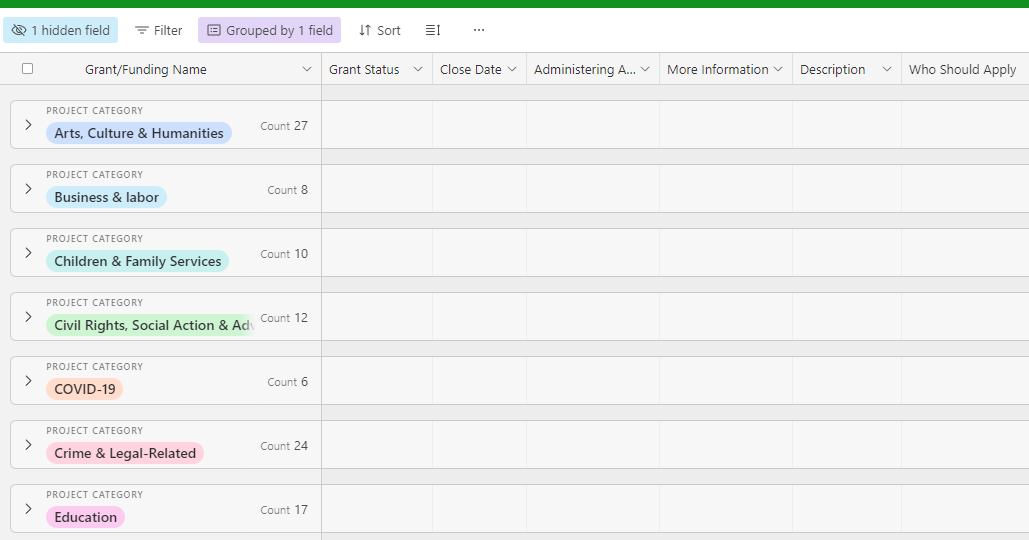 1 hidden field Filter Grouped by 1 field Sort ...
Grant/Funding Name Grant Status Close Date Administering A... More Information Description Who Should Apply
PROJECT CATEGORY
Arts, Culture & Humanities Count 27
PROJECT CATEGORY
Business & labor Count 8
PROJECT CATEGORY
Children & Family Services Count 10
PROJECT CATEGORY
Civil Rights, Social Action & Adv Count 12
PROJECT CATEGORY
COVID-19 Count 6
PROJECT CATEGORY
Crime & Legal-Related Count 24
PROJECT CATEGORY
Education Count 17